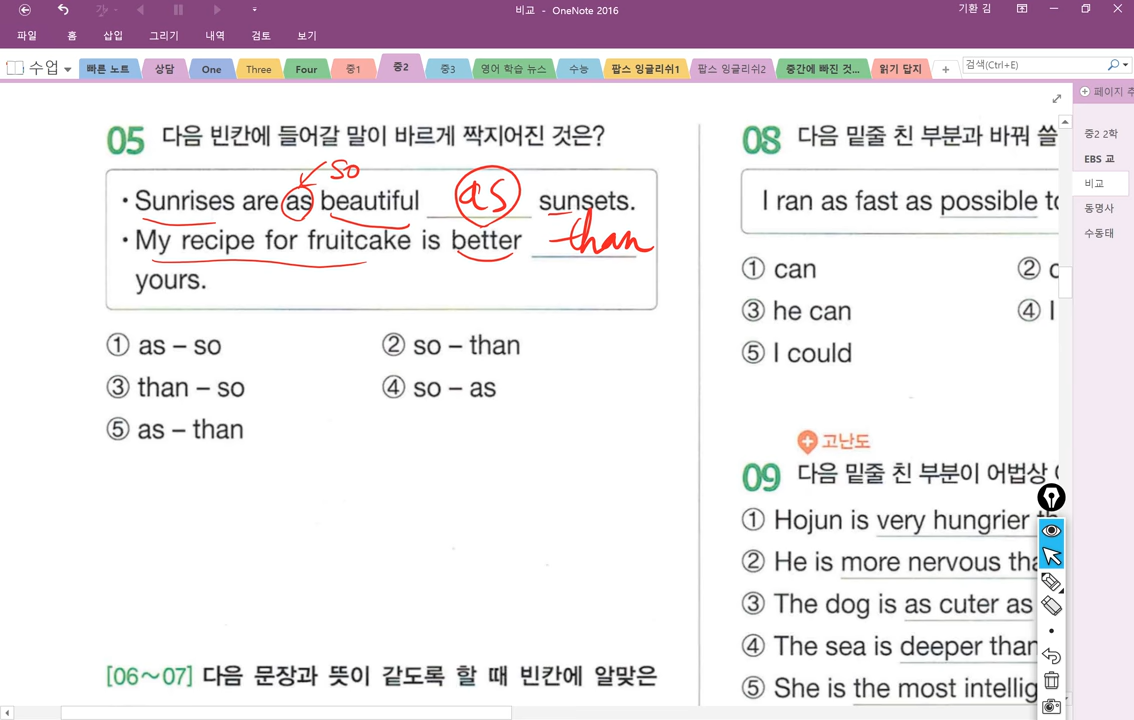 비교 - OneNote 2016
기환 김
파일 홈 삽입 그리기 내역 검토 보기
수업 빠른 노트 상담 One Three Four 중1 중2 중3 영어 학습 뉴스 수능 팝스 잉글리쉬1 팝스 잉글리쉬2 중간에 빠진 것... 읽기 답지 + 검색(Ctrl+E)
페이지 추
중2 2학
EBS 교
비교
동명사
수동태
05 다음 빈칸에 들어갈 말이 바르게 짝지어진 것은?
so
• Sunrises are as beautiful as sunsets.
• My recipe for fruitcake is better than
yours.
① as – so ② so – than
③ than – so ④ so – as
⑤ as – than
[06~07] 다음 문장과 뜻이 같도록 할 때 빈칸에 알맞은
08 다음 밑줄 친 부분과 바꿔 쓸
I ran as fast as possible to
① can ②
③ he can ④ I
⑤ I could
고난도
09 다음 밑줄 친 부분이 어법상
① Hojun is very hungrier
② He is more nervous tha
③ The dog is as cuter as
④ The sea is deeper than
⑤ She is the most intellig